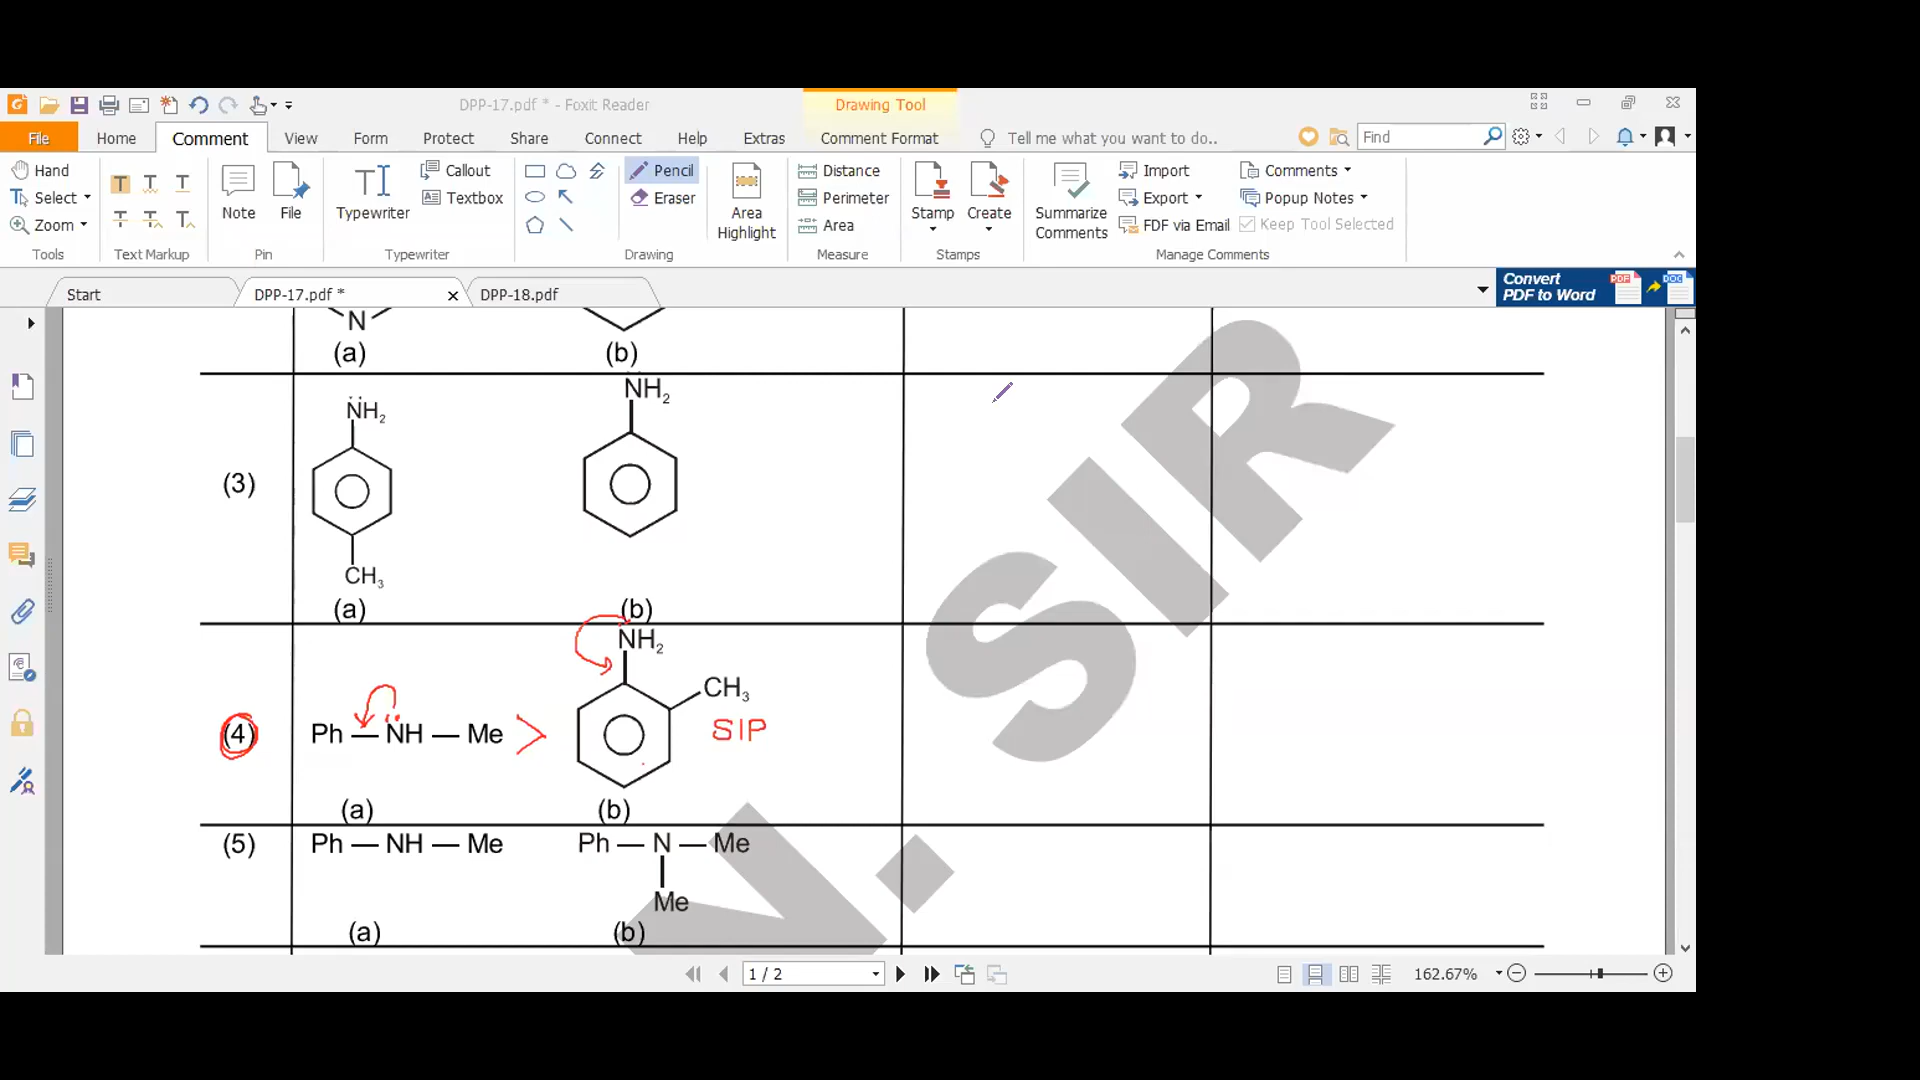 DPP-17.pdf * - Foxit Reader
Drawing Tool
File Home Comment View Form Protect Share Connect Help Extras Comment Format Tell me what you want to do.. Find
Hand
Select
Zoom
Tools
T T T
T T T
Text Markup
Note
File
Pin
Typewriter
Callout
Textbox
Typewriter
Pencil
Eraser
Drawing
Area
Highlight
Distance
Perimeter
Area
Measure
Stamp
Create
Stamps
Summarize
Comments
Import
Export
FDF via Email
Comments
Popup Notes
Keep Tool Selected
Manage Comments
Start
DPP-17.pdf *
DPP-18.pdf
Convert
PDF to Word
PDF
DOC
N
(a) (b)
(3)
NH2
CH3
(a)
NH2
(b)
(4)
Ph — NH — Me >
(a)
NH2
CH3
SIP
(b)
(5)
Ph — NH — Me
(a)
Ph — N — Me
Me
(b)
V. SIR
1 / 2
162.67%